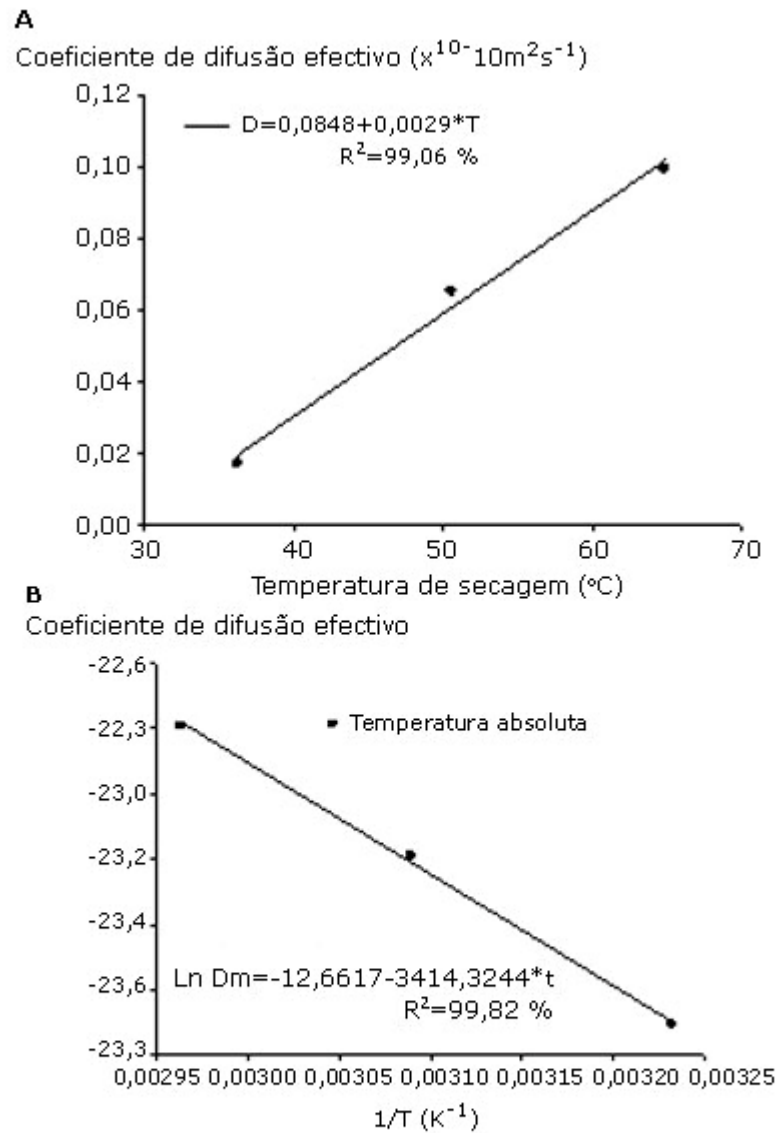 A
Coeficiente de difusão efectivo (x¹⁰⁻10m²s⁻¹)
0,12
D=0,0848+0,0029*T
R²=99,06 %
0,10
0,08
0,06
0,04
0,02
0,00
30 40 50 60 70
Temperatura de secagem (°C)
B
Coeficiente de difusão efectivo
-22,6
Temperatura absoluta
-22,3
-23,0
-23,2
-23,4
Ln Dm=-12,6617-3414,3244*t
-23,6
R²=99,82 %
-23,3
0,00295 0,00300 0,00305 0,00310 0,00315 0,00320 0,00325
1/T (K⁻¹)